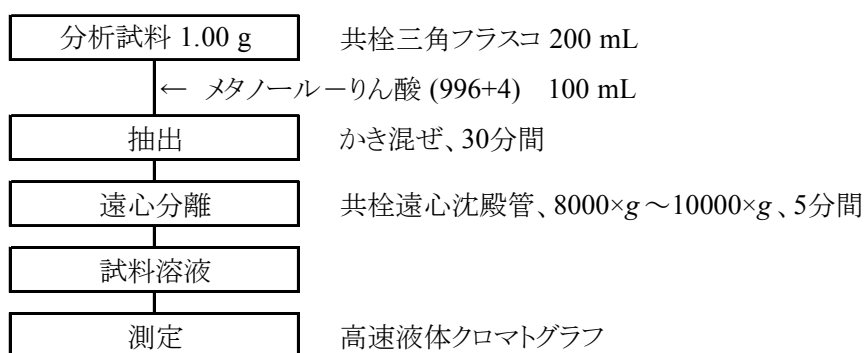 分析試料 1.00 g 共栓三角フラスコ 200 mL
← メタノール－りん酸 (996+4) 100 mL
抽出 かき混ぜ、30分間
遠心分離 共栓遠心沈殿管、8000×g～10000×g、5分間
試料溶液
測定 高速液体クロマトグラフ